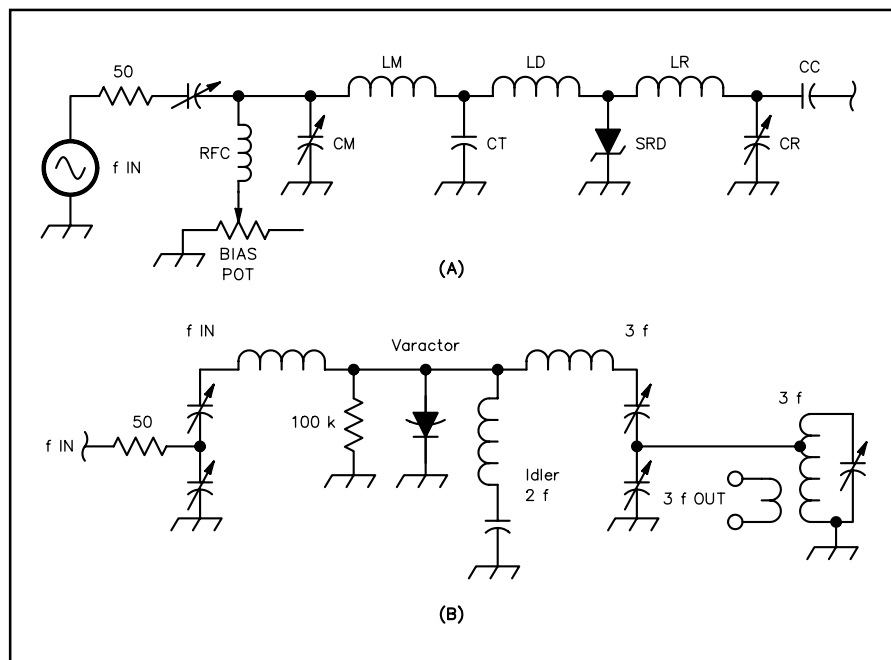 LM
LD
LR
CC
50
f IN
RFC
CM
CT
SRD
CR
BIAS
POT
(A)
f IN
Varactor
3 f
3 f
f IN
50
100 k
Idler
2 f
3 f OUT
(B)